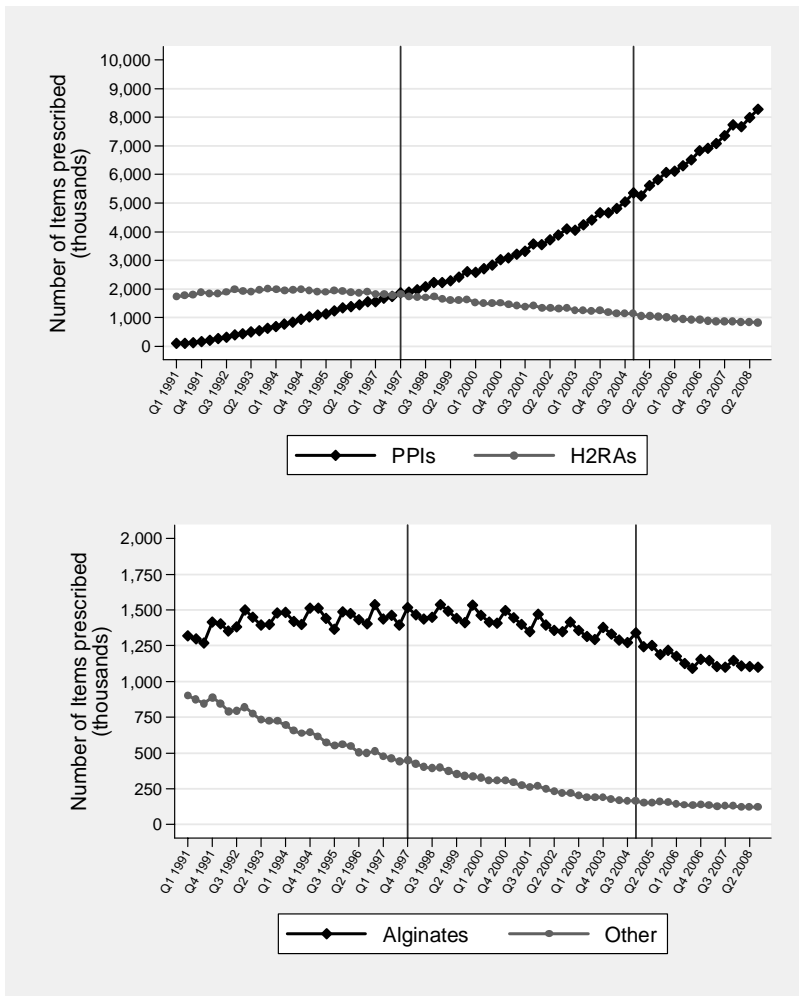 Number of Items prescribed
(thousands)
10,000
9,000
8,000
7,000
6,000
5,000
4,000
3,000
2,000
1,000
0
Q1 1991
Q4 1991
Q3 1992
Q2 1993
Q1 1994
Q4 1994
Q3 1995
Q2 1996
Q1 1997
Q4 1997
Q3 1998
Q2 1999
Q1 2000
Q4 2000
Q3 2001
Q2 2002
Q1 2003
Q4 2003
Q3 2004
Q2 2005
Q1 2006
Q4 2006
Q3 2007
Q2 2008
PPIs H2RAs
Number of Items prescribed
(thousands)
2,000
1,750
1,500
1,250
1,000
750
500
250
0
Q1 1991
Q4 1991
Q3 1992
Q2 1993
Q1 1994
Q4 1994
Q3 1995
Q2 1996
Q1 1997
Q4 1997
Q3 1998
Q2 1999
Q1 2000
Q4 2000
Q3 2001
Q2 2002
Q1 2003
Q4 2003
Q3 2004
Q2 2005
Q1 2006
Q4 2006
Q3 2007
Q2 2008
Alginates Other